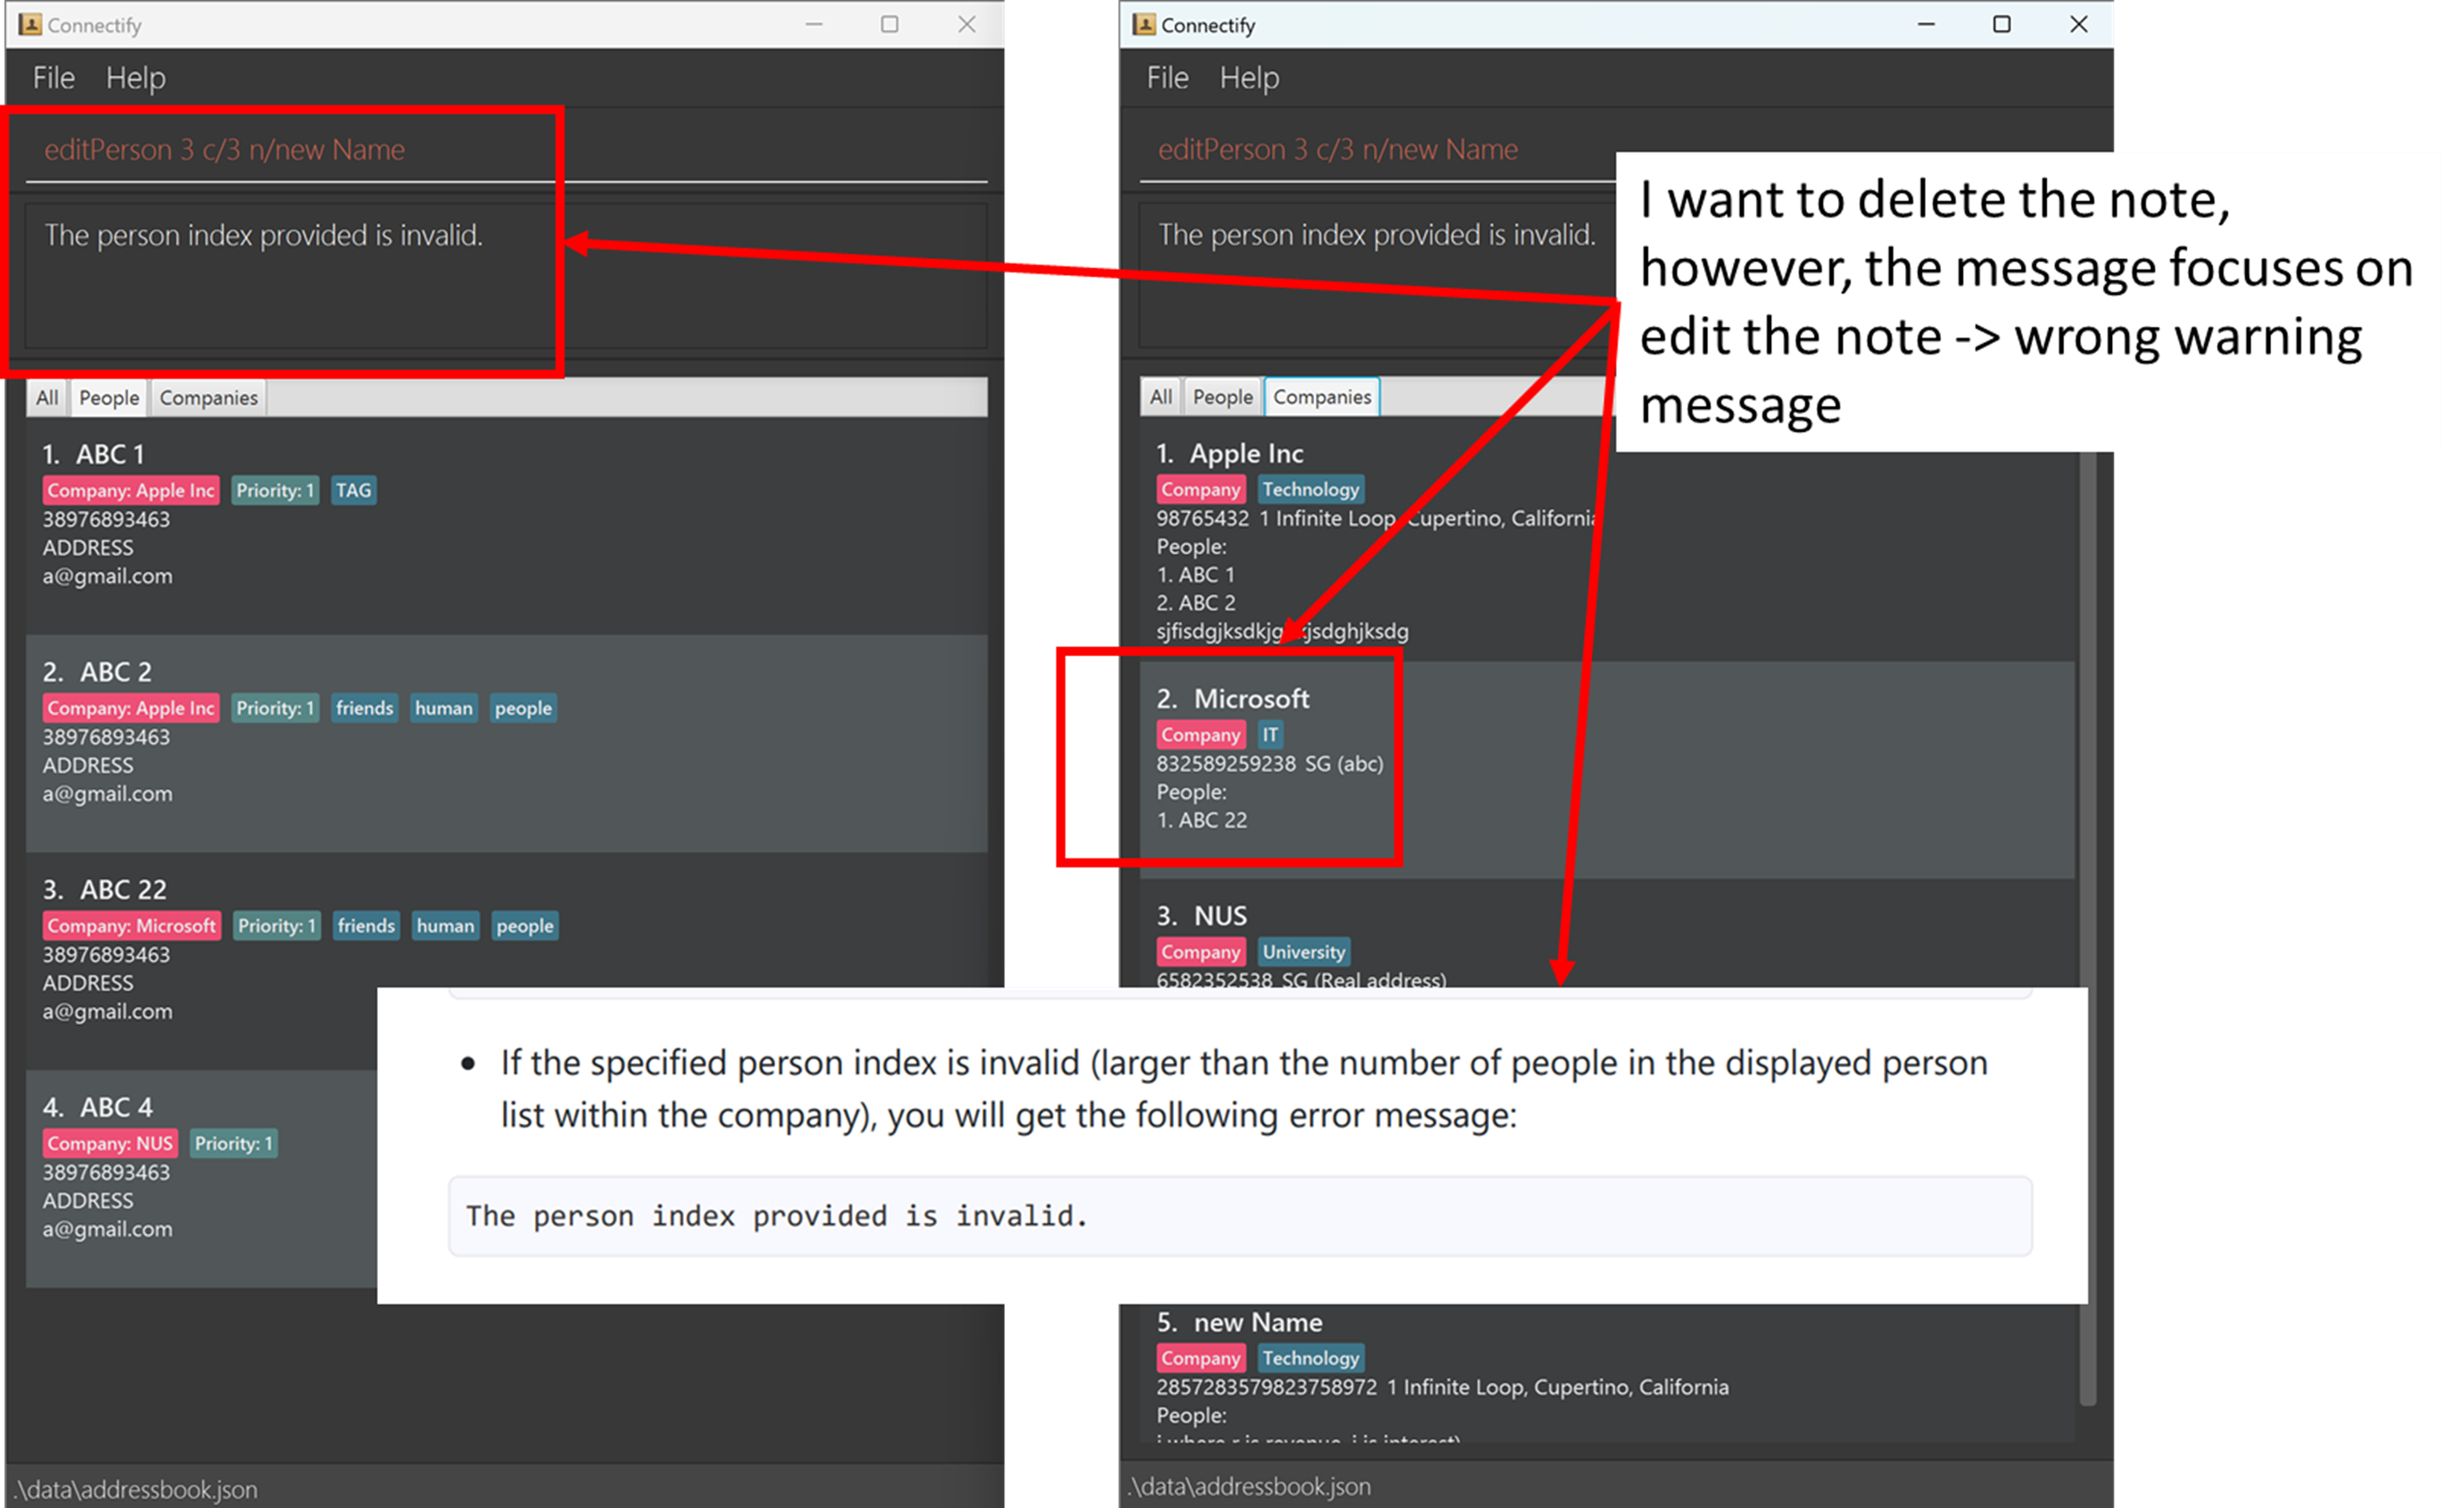 Connectify
File Help
editPerson 3 c/3 n/new Name
The person index provided is invalid.
All People Companies
1. ABC 1
Company: Apple Inc Priority: 1 TAG
38976893463
ADDRESS
a@gmail.com
2. ABC 2
Company: Apple Inc Priority: 1 friends human people
38976893463
ADDRESS
a@gmail.com
3. ABC 22
Company: Microsoft Priority: 1 friends human people
38976893463
ADDRESS
a@gmail.com
4. ABC 4
Company: NUS Priority: 1
38976893463
ADDRESS
a@gmail.com
.\data\addressbook.json
Connectify
File Help
editPerson 3 c/3 n/new Name
The person index provided is invalid.
I want to delete the note,
however, the message focuses on
edit the note -> wrong warning
message
All People Companies
1. Apple Inc
Company Technology
98765432 1 Infinite Loop, Cupertino, California
People:
1. ABC 1
2. ABC 2
2. Microsoft
Company IT
832589259238 SG (abc)
People:
1. ABC 22
3. NUS
Company University
6582352538 SG (Real address)
• If the specified person index is invalid (larger than the number of people in the displayed person
list within the company), you will get the following error message:
The person index provided is invalid.
5. new Name
Company Technology
2857283579823758972 1 Infinite Loop, Cupertino, California
People:
i where r is revenue, i is interest)
.\data\addressbook.json